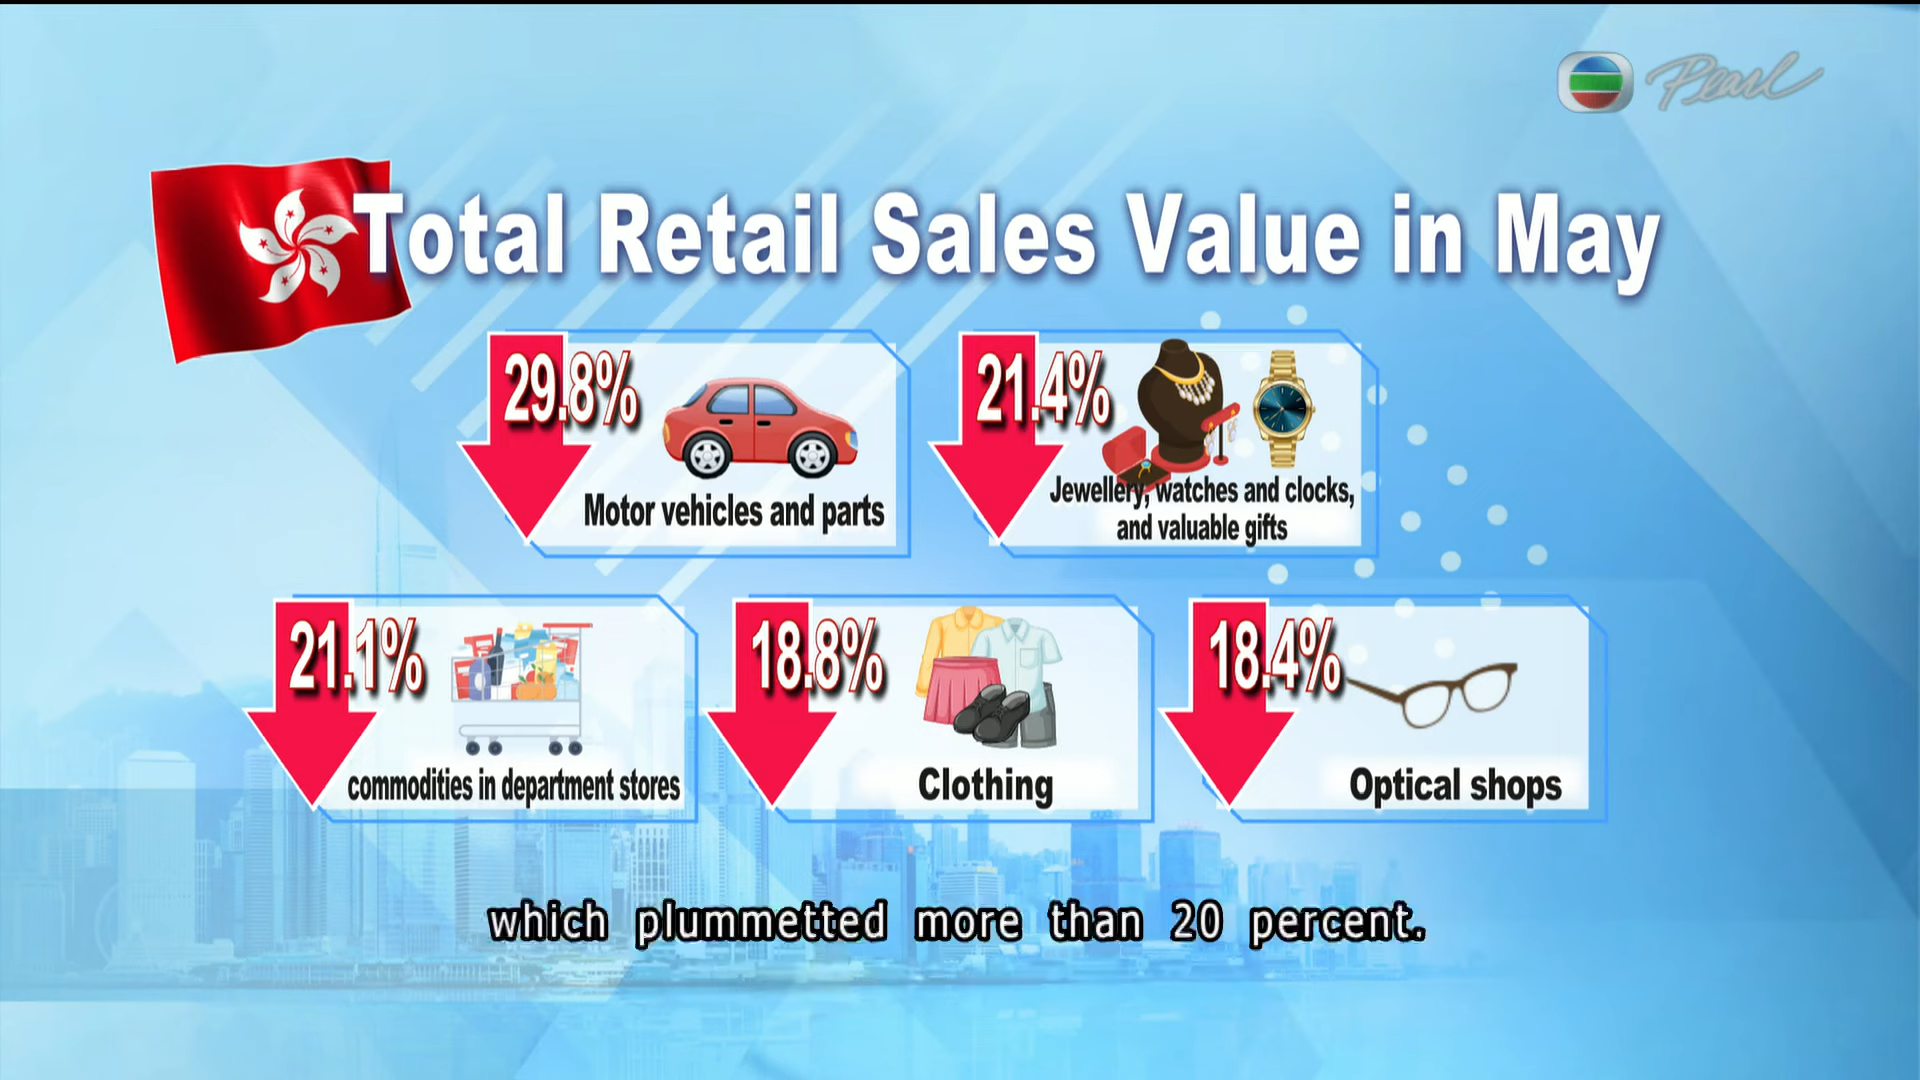 Pearl
Total Retail Sales Value in May
29.8%
Motor vehicles and parts
21.4%
Jewellery, watches and clocks,
and valuable gifts
21.1%
commodities in department stores
18.8%
Clothing
18.4%
Optical shops
which plummetted more than 20 percent.